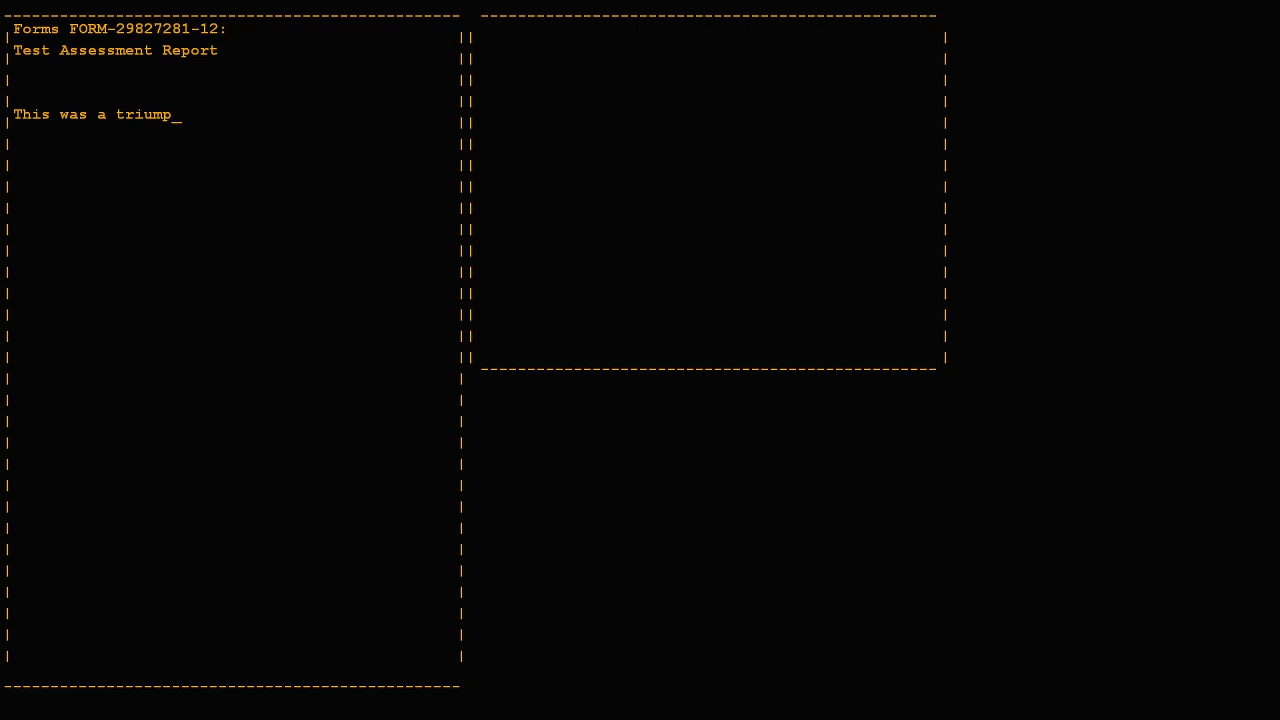 Forms FORM-29827281-12:
Test Assessment Report
This was a triump_